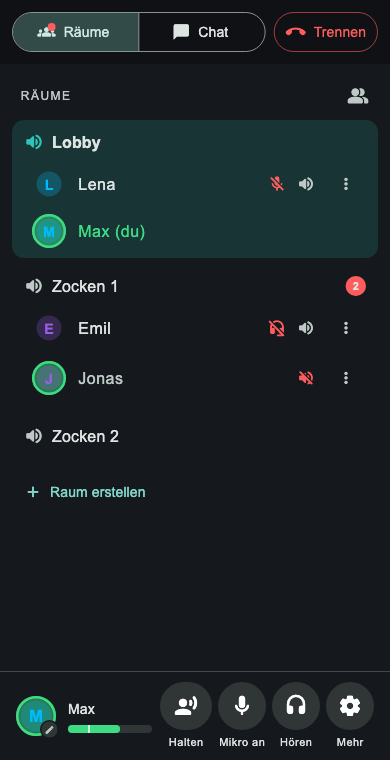 Räume
Chat
Trennen
RÄUME
Lobby
L
Lena
M
Max (du)
Zocken 1
2
E
Emil
J
Jonas
Zocken 2
+ Raum erstellen
M
Max
Halten
Mikro an
Hören
Mehr